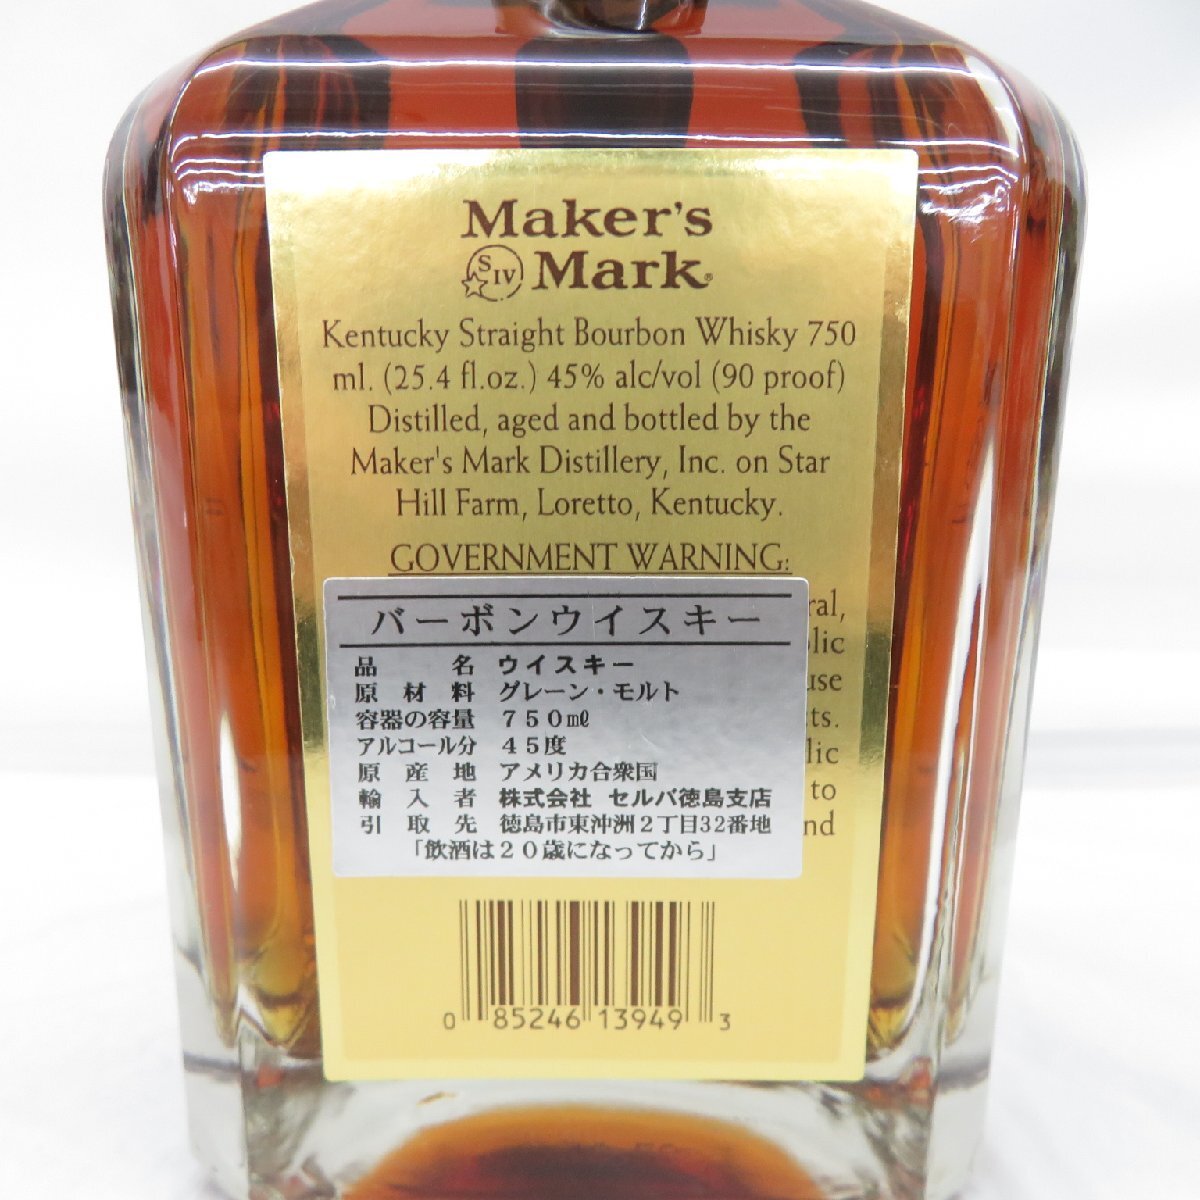 Maker's
SIV Mark®
Kentucky Straight Bourbon Whisky 750
ml. (25.4 fl.oz.) 45% alc/vol (90 proof)
Distilled, aged and bottled by the
Maker's Mark Distillery, Inc. on Star
Hill Farm, Loretto, Kentucky.
GOVERNMENT WARNING:
バーボンウイスキー
品名 ウイスキー
原材料 グレーン・モルト
容器の容量 750ml
アルコール分 45度
原産地 アメリカ合衆国
輸入者 株式会社 セルバ徳島支店
引取先 徳島市東沖洲2丁目32番地
「飲酒は20歳になってから」
to
0 85246 13949 3